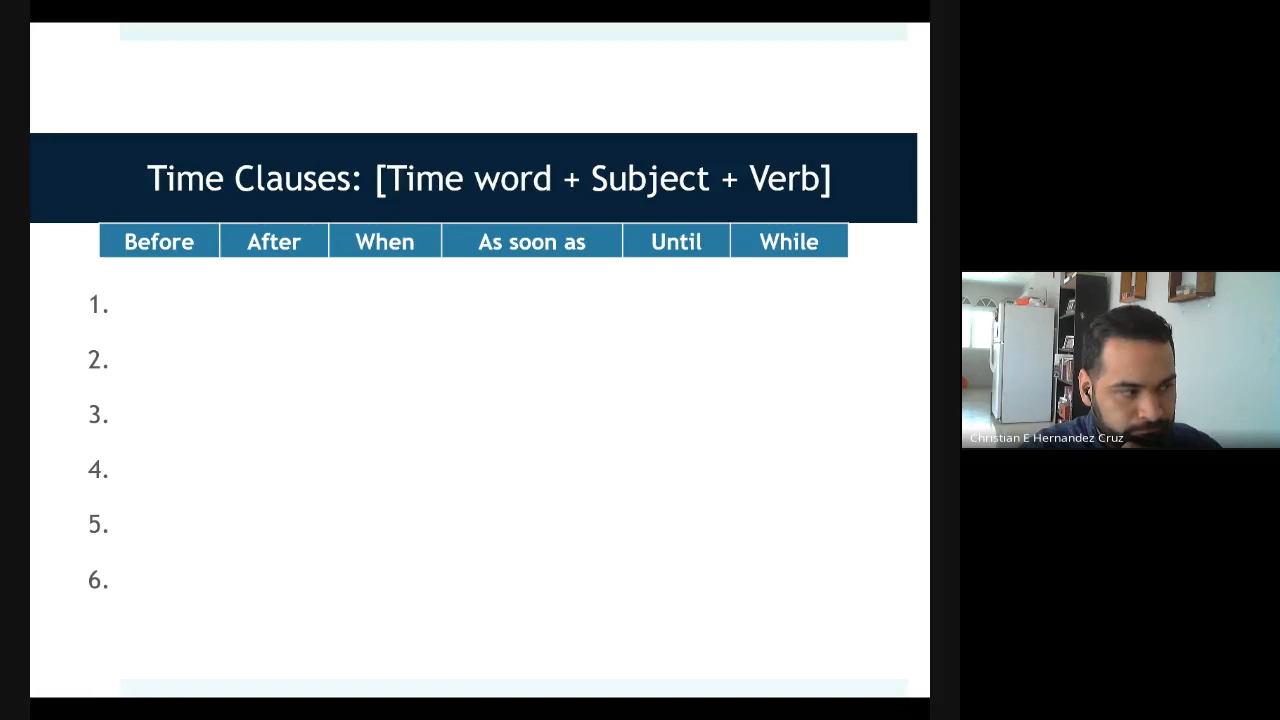 Time Clauses: [Time word + Subject + Verb]
Before After When As soon as Until While
1.
2.
3.
4.
5.
6.
Christian E Hernandez Cruz